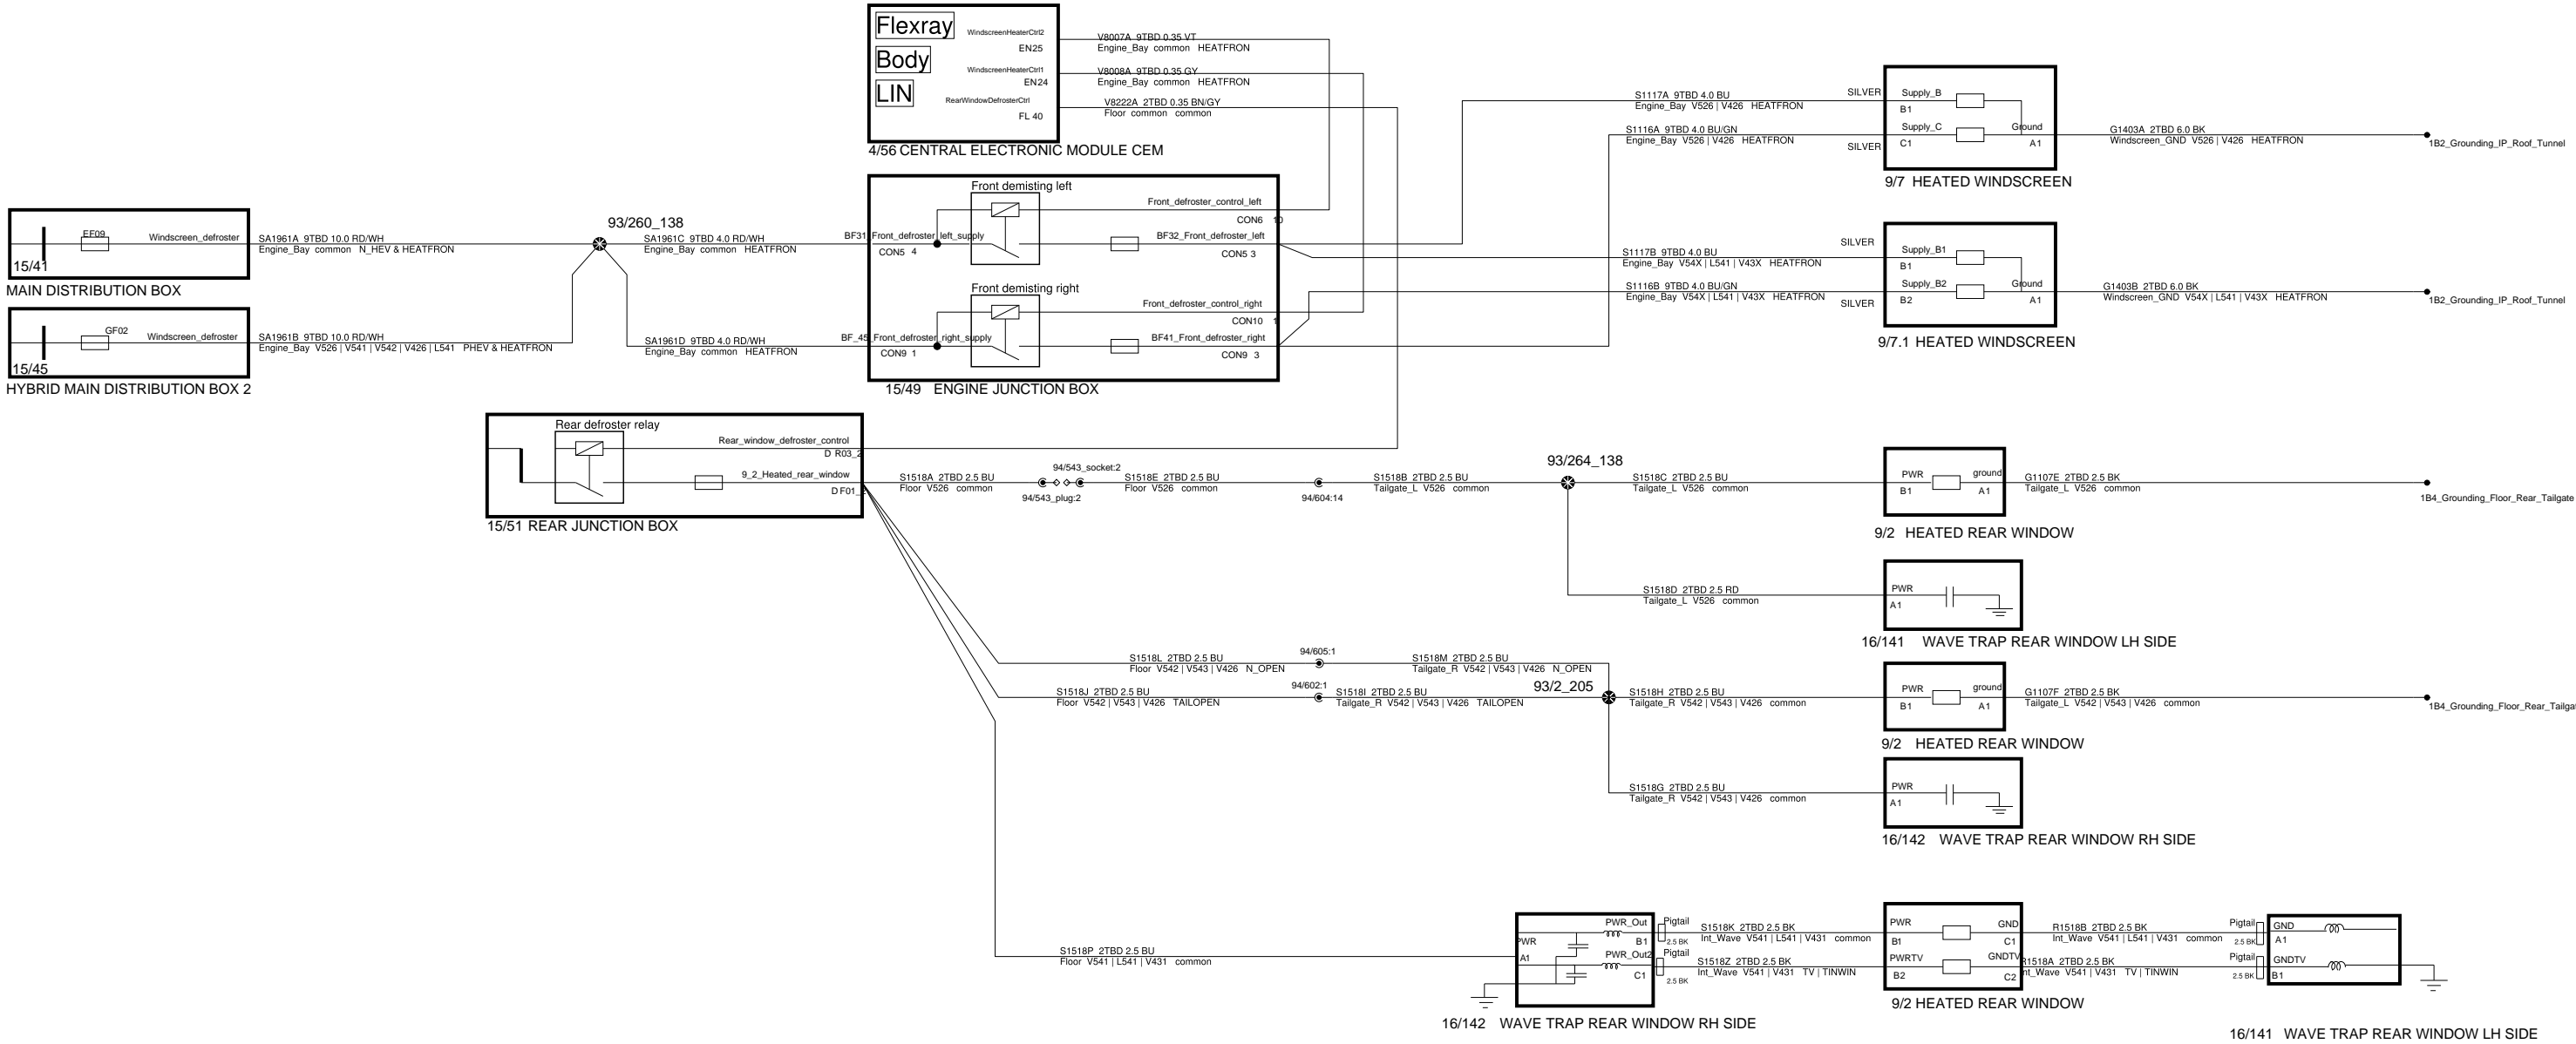 Flexray
Body
LIN
WindscreenHeaterCtrl2
EN25
WindscreenHeaterCtrl1
EN24
RearWindowDefrosterCtrl
FL 40
4/56 CENTRAL ELECTRONIC MODULE CEM
V8007A 9TBD 0.35 VT
Engine_Bay common HEATFRON
V8008A 9TBD 0.35 GY
Engine_Bay common HEATFRON
V8222A 2TBD 0.35 BN/GY
Floor common common
S1117A 9TBD 4.0 BU
Engine_Bay V526 | V426 HEATFRON
SILVER
S1116A 9TBD 4.0 BU/GN
Engine_Bay V526 | V426 HEATFRON
SILVER
Supply_B
B1
Supply_C
C1
Ground
A1
9/7 HEATED WINDSCREEN
G1403A 2TBD 6.0 BK
Windscreen_GND V526 | V426 HEATFRON
1B2_Grounding_IP_Roof_Tunnel
EF09
Windscreen_defroster
15/41
MAIN DISTRIBUTION BOX
SA1961A 9TBD 10.0 RD/WH
Engine_Bay common N_HEV & HEATFRON
93/260_138
SA1961C 9TBD 4.0 RD/WH
Engine_Bay common HEATFRON
GF02
Windscreen_defroster
15/45
HYBRID MAIN DISTRIBUTION BOX 2
SA1961B 9TBD 10.0 RD/WH
Engine_Bay V526 | V541 | V542 | V426 | L541 PHEV & HEATFRON
SA1961D 9TBD 4.0 RD/WH
Engine_Bay common HEATFRON
Front demisting left
Front_defroster_control_left
CON6 10
BF31_Front_defroster_left_supply
CON5 4
BF32_Front_defroster_left
CON5 3
Front demisting right
Front_defroster_control_right
CON10 1
BF_45_Front_defroster_right_supply
CON9 1
BF41_Front_defroster_right
CON9 3
15/49 ENGINE JUNCTION BOX
S1117B 9TBD 4.0 BU
Engine_Bay V54X | L541 | V43X HEATFRON
SILVER
S1116B 9TBD 4.0 BU/GN
Engine_Bay V54X | L541 | V43X HEATFRON
SILVER
Supply_B1
B1
Supply_B2
B2
Ground
A1
9/7.1 HEATED WINDSCREEN
G1403B 2TBD 6.0 BK
Windscreen_GND V54X | L541 | V43X HEATFRON
1B2_Grounding_IP_Roof_Tunnel
Rear defroster relay
Rear_window_defroster_control
D R03_2
9_2_Heated_rear_window
D F01_
15/51 REAR JUNCTION BOX
S1518A 2TBD 2.5 BU
Floor V526 common
94/543_socket:2
94/543_plug:2
S1518E 2TBD 2.5 BU
Floor V526 common
94/604:14
S1518B 2TBD 2.5 BU
Tailgate_L V526 common
93/264_138
S1518C 2TBD 2.5 BU
Tailgate_L V526 common
PWR
B1
ground
A1
9/2 HEATED REAR WINDOW
G1107E 2TBD 2.5 BK
Tailgate_L V526 common
1B4_Grounding_Floor_Rear_Tailgate
S1518D 2TBD 2.5 RD
Tailgate_L V526 common
PWR
A1
16/141 WAVE TRAP REAR WINDOW LH SIDE
S1518L 2TBD 2.5 BU
Floor V542 | V543 | V426 N_OPEN
94/605:1
S1518M 2TBD 2.5 BU
Tailgate_R V542 | V543 | V426 N_OPEN
S1518J 2TBD 2.5 BU
Floor V542 | V543 | V426 TAILOPEN
94/602:1
S1518I 2TBD 2.5 BU
Tailgate_R V542 | V543 | V426 TAILOPEN
93/2_205
S1518H 2TBD 2.5 BU
Tailgate_R V542 | V543 | V426 common
PWR
B1
ground
A1
9/2 HEATED REAR WINDOW
G1107F 2TBD 2.5 BK
Tailgate_L V542 | V543 | V426 common
1B4_Grounding_Floor_Rear_Tailga
S1518G 2TBD 2.5 BU
Tailgate_R V542 | V543 | V426 common
PWR
A1
16/142 WAVE TRAP REAR WINDOW RH SIDE
S1518P 2TBD 2.5 BU
Floor V541 | L541 | V431 common
PWR
A1
PWR_Out
B1
PWR_Out2
C1
16/142 WAVE TRAP REAR WINDOW RH SIDE
Pigtail
2.5 BK
Pigtail
2.5 BK
S1518K 2TBD 2.5 BK
Int_Wave V541 | L541 | V431 common
S1518Z 2TBD 2.5 BK
Int_Wave V541 | V431 TV | TINWIN
PWR
B1
PWRTV
B2
GND
C1
GNDTV
C2
9/2 HEATED REAR WINDOW
R1518B 2TBD 2.5 BK
Int_Wave V541 | L541 | V431 common
R1518A 2TBD 2.5 BK
Int_Wave V541 | V431 TV | TINWIN
Pigtail
2.5 BK
Pigtail
2.5 BK
GND
A1
GNDTV
B1
16/141 WAVE TRAP REAR WINDOW LH SIDE